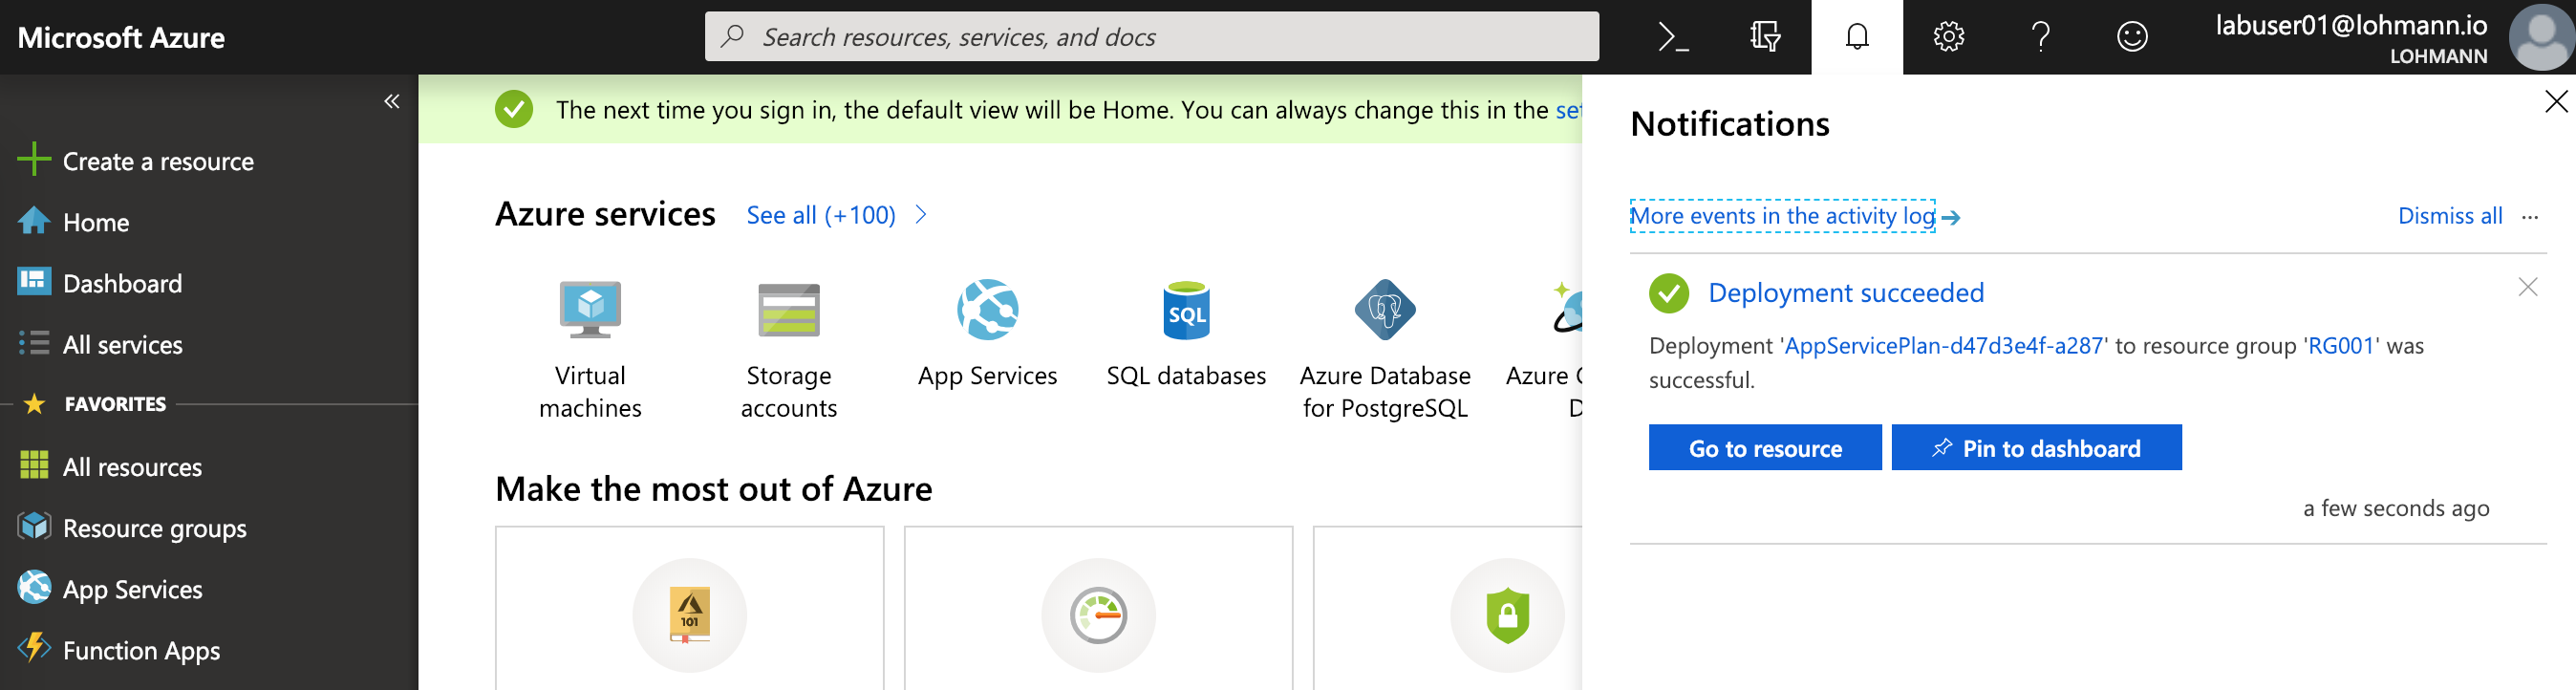 Microsoft Azure
Search resources, services, and docs
labuser01@lohmann.io
LOHMANN
Create a resource
Home
Dashboard
All services
FAVORITES
All resources
Resource groups
App Services
Function Apps
The next time you sign in, the default view will be Home. You can always change this in the
Azure services
See all (+100)
SQL
Virtual
machines
Storage
accounts
App Services
SQL databases
Azure Database
for PostgreSQL
Azure
Make the most out of Azure
101
Notifications
More events in the activity log
Dismiss all
Deployment succeeded
Deployment 'AppServicePlan-d47d3e4f-a287' to resource group 'RG001' was
successful.
Go to resource
Pin to dashboard
a few seconds ago